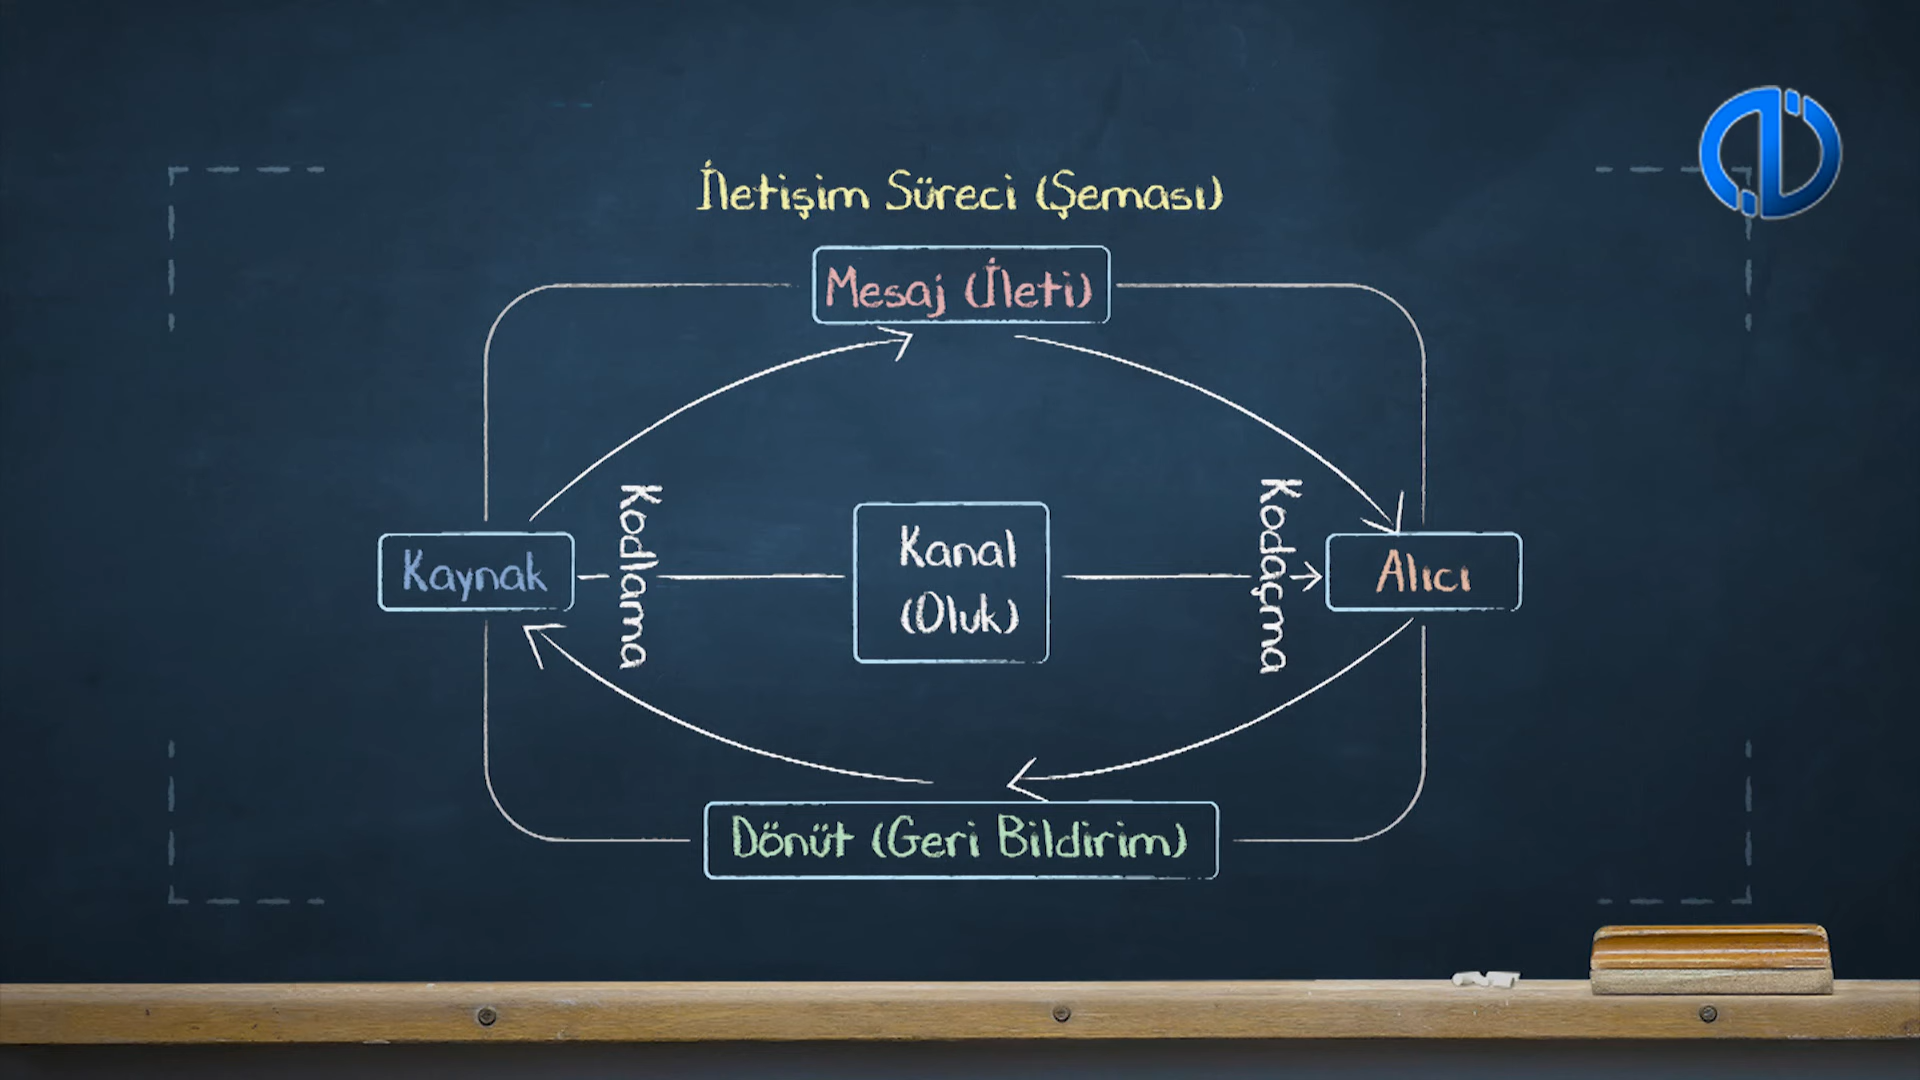 İletişim Süreci (Şeması)
Mesaj (İleti)
Kaynak
Kodlama
Kanal
(Oluk)
Kodaçma
Alıcı
Dönüt (Geri Bildirim)